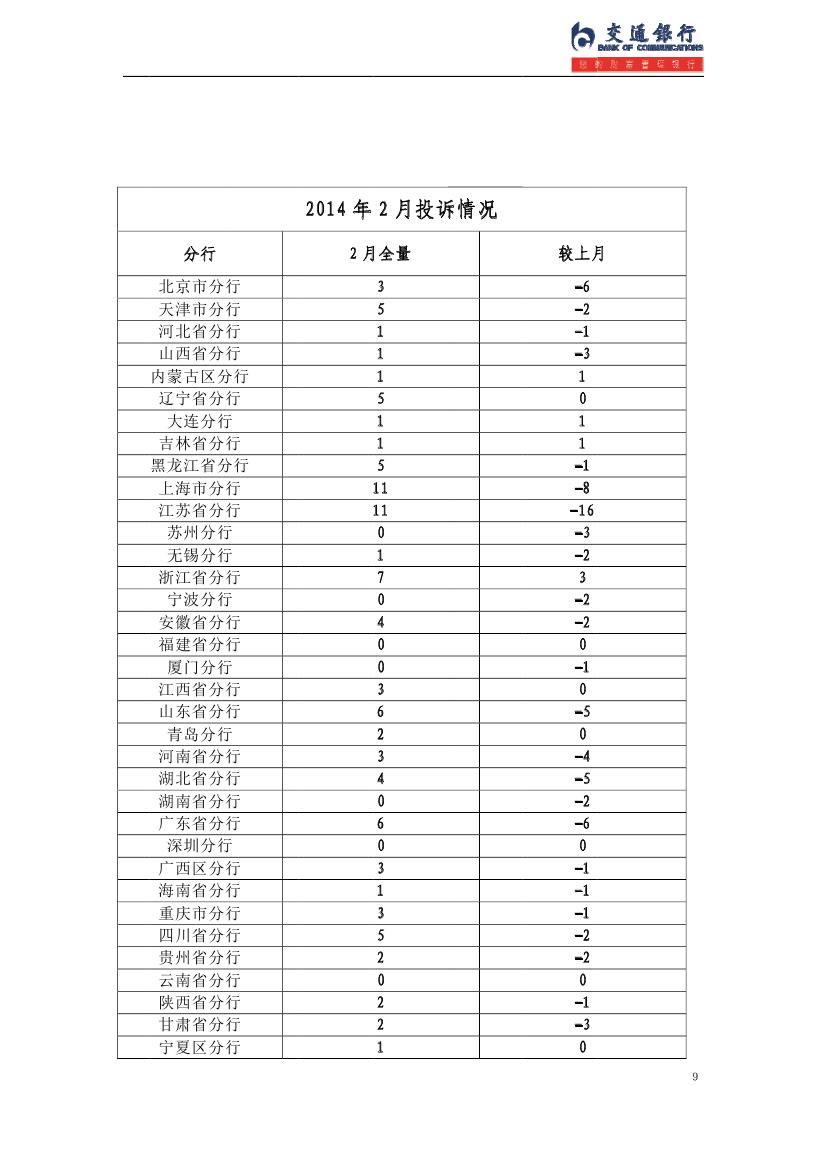 交通银行
BANK OF COMMUNICATIONS
您的财富管理银行
2014 年 2 月投诉情况
分行 2 月全量 较上月
北京市分行 3 -6
天津市分行 5 -2
河北省分行 1 -1
山西省分行 1 -3
内蒙古区分行 1 1
辽宁省分行 5 0
大连分行 1 1
吉林省分行 1 1
黑龙江省分行 5 -1
上海市分行 11 -8
江苏省分行 11 -16
苏州分行 0 -3
无锡分行 1 -2
浙江省分行 7 3
宁波分行 0 -2
安徽省分行 4 -2
福建省分行 0 0
厦门分行 0 -1
江西省分行 3 0
山东省分行 6 -5
青岛分行 2 0
河南省分行 3 -4
湖北省分行 4 -5
湖南省分行 0 -2
广东省分行 6 -6
深圳分行 0 0
广西区分行 3 -1
海南省分行 1 -1
重庆市分行 3 -1
四川省分行 5 -2
贵州省分行 2 -2
云南省分行 0 0
陕西省分行 2 -1
甘肃省分行 2 -3
宁夏区分行 1 0
9